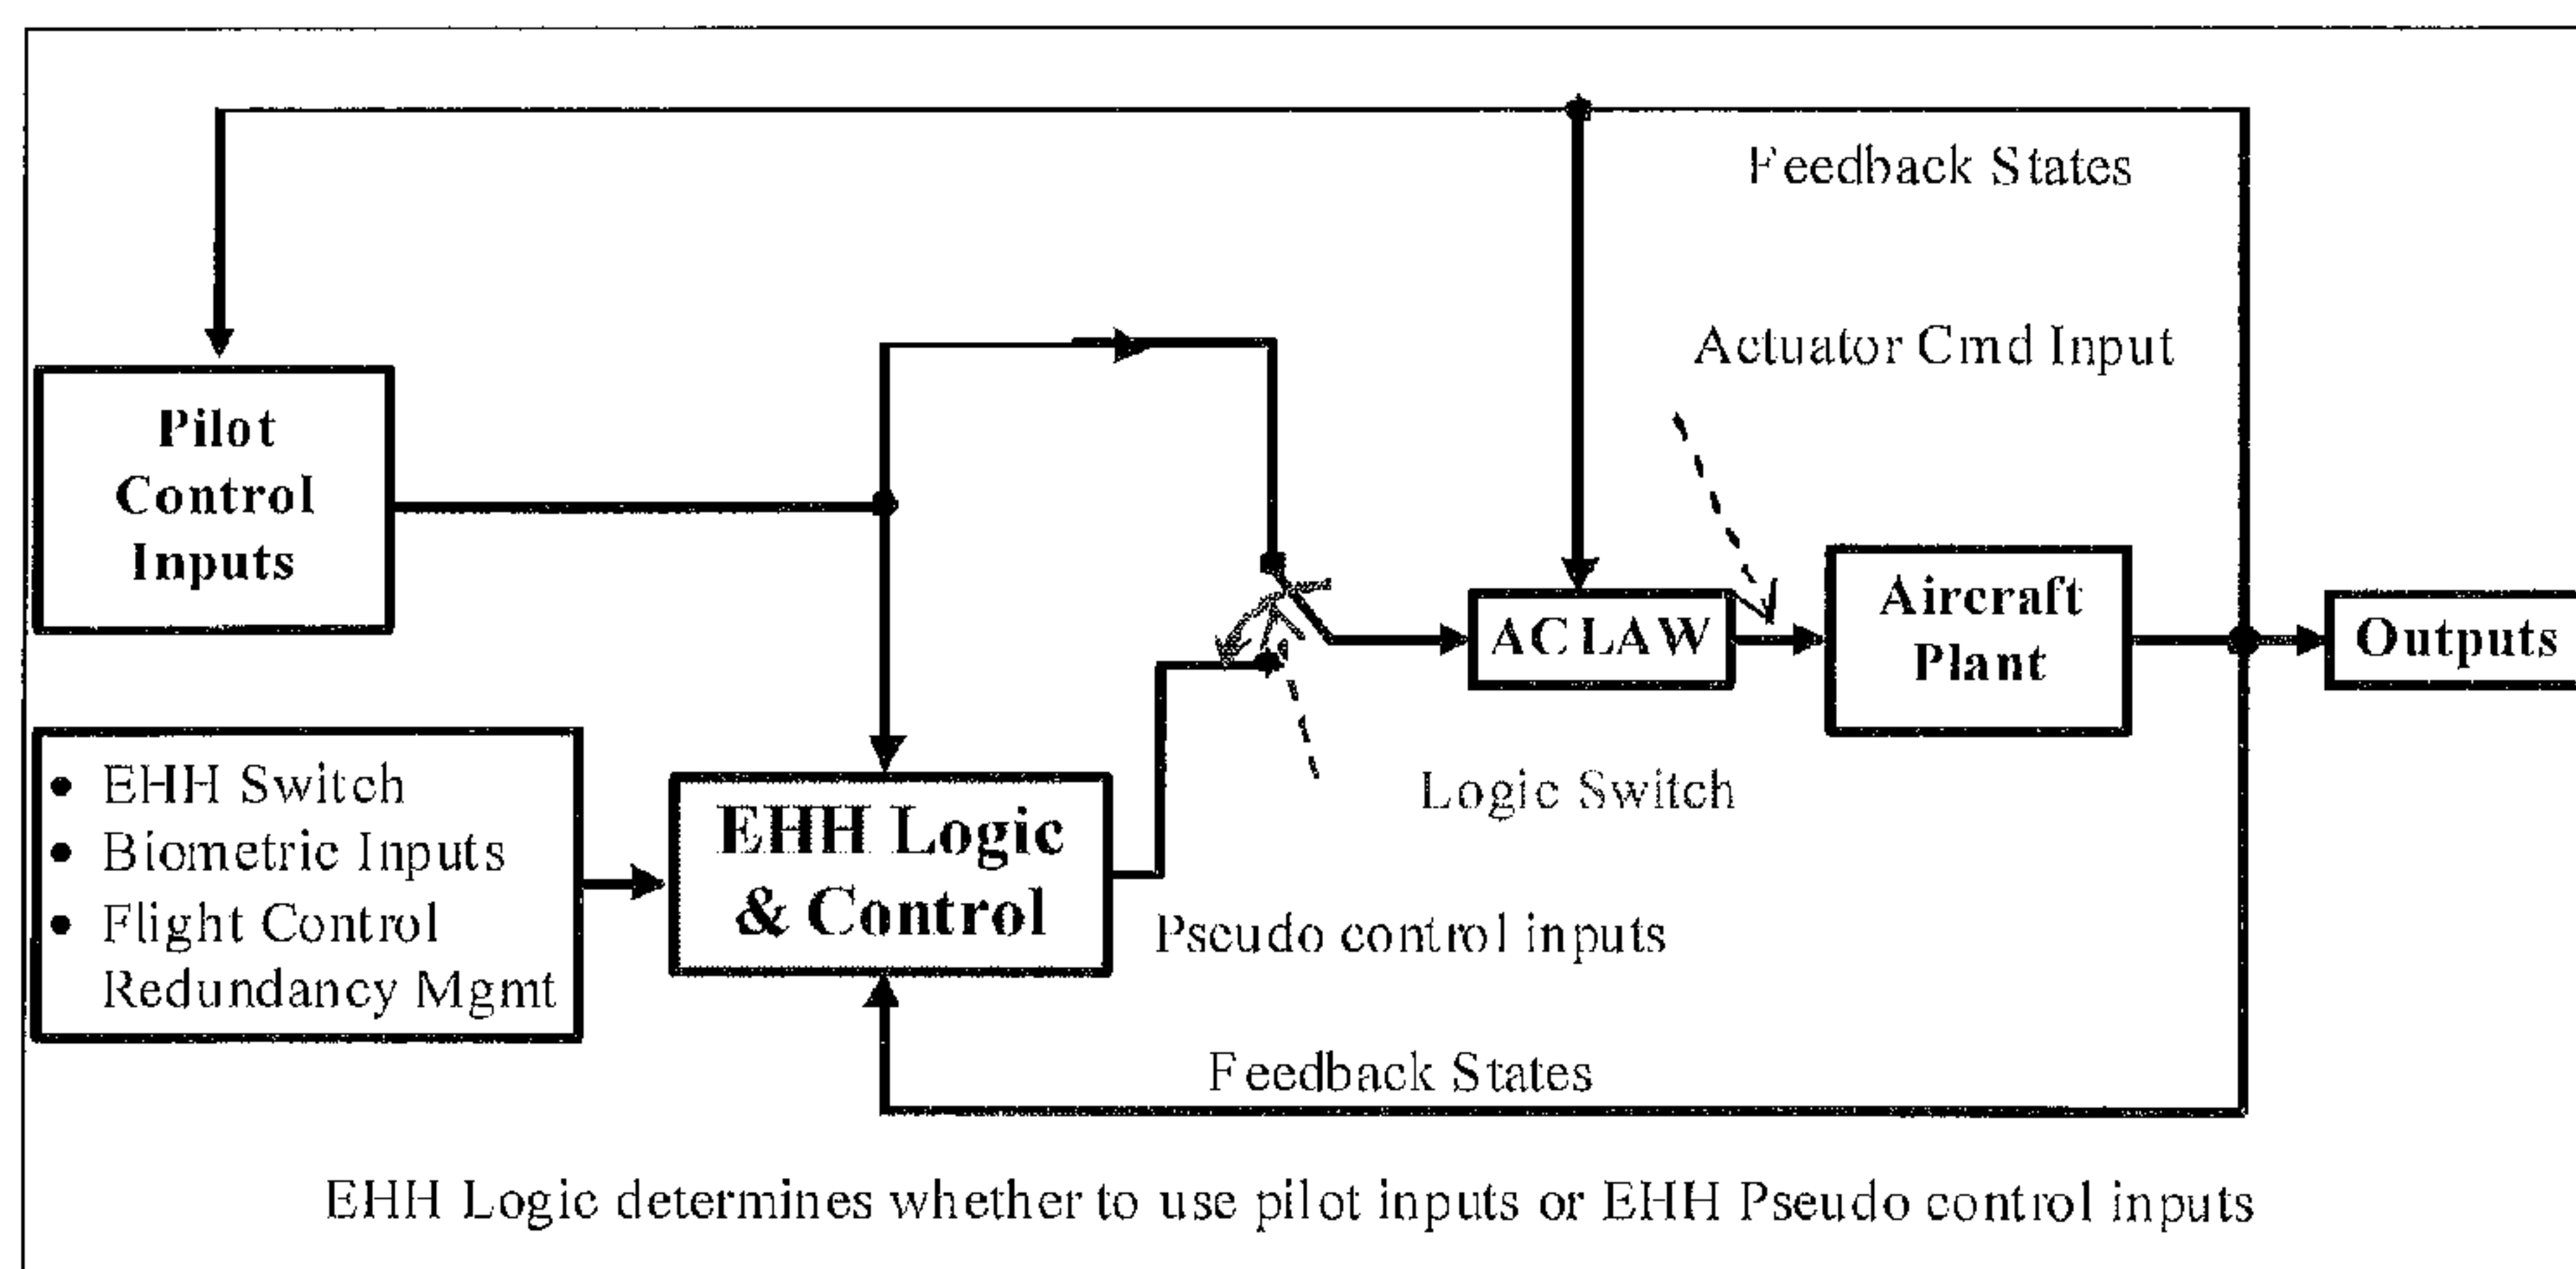 Feedback States
Actuator Cmd Input
Pilot
Control
Inputs
AC LAW
Aircraft
Plant
Outputs
• EHH Switch
• Biometric Inputs
• Flight Control
Redundancy Mgmt
EHH Logic
& Control
Logic Switch
Pseudo control inputs
Feedback States
EHH Logic determines whether to use pilot inputs or EHH Pseudo control inputs